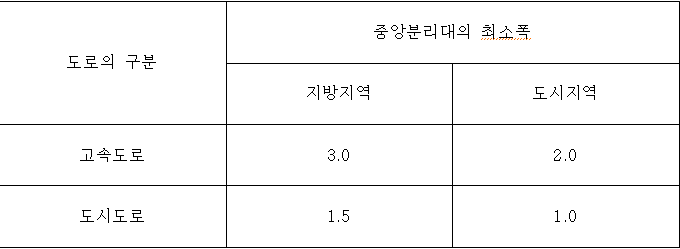 도로의 구분
중앙분리대의 최소폭
지방지역
도시지역
고속도로
3.0
2.0
도시도로
1.5
1.0